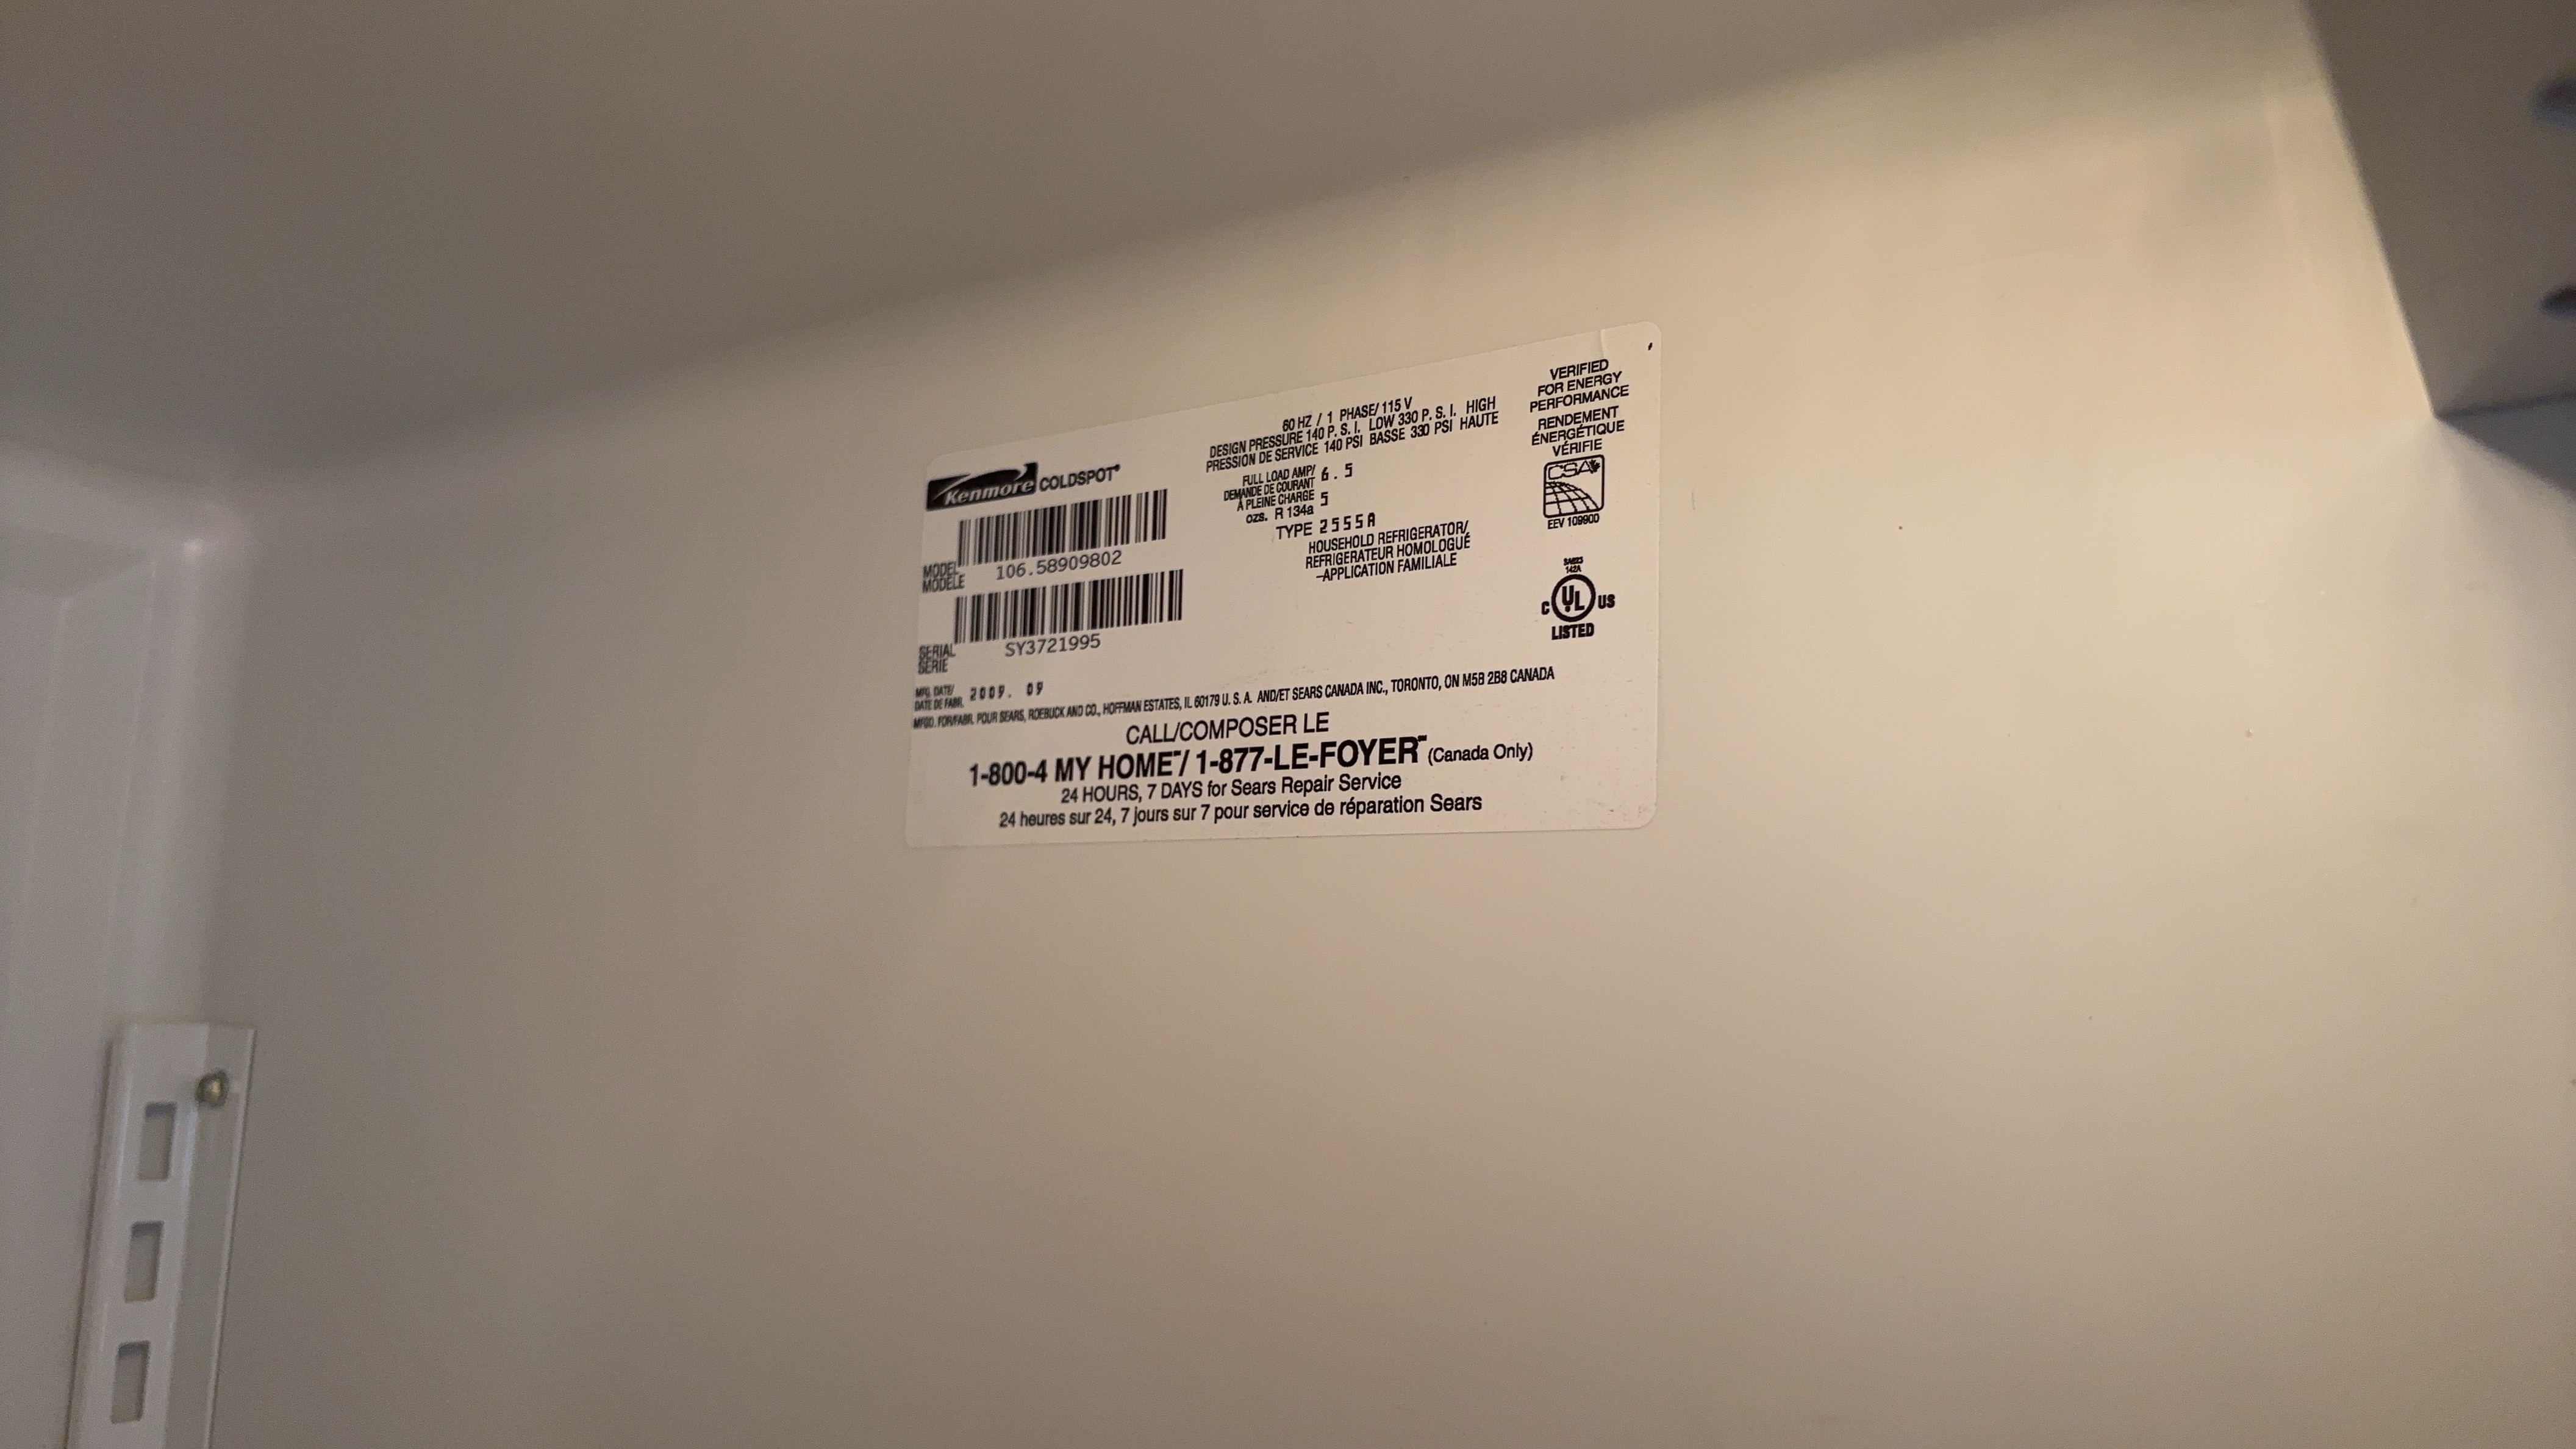 Kenmore COLDSPOT®
MODEL
MODÈLE
106.58909802
SERIAL
SÉRIE
SY3721995
MFG. DATE/
DATE DE FABR.
2009. 09
60 HZ / 1 PHASE/ 115 V
DESIGN PRESSURE 140 P. S. I. LOW 330 P. S. I. HIGH
PRESSION DE SERVICE 140 PSI BASSE 330 PSI HAUTE
FULL LOAD AMP/
DEMANDE DE COURANT
À PLEINE CHARGE
6.5
ozs. R 134a 5
TYPE 2555A
HOUSEHOLD REFRIGERATOR/
REFRIGERATEUR HOMOLOGUÉ
-APPLICATION FAMILIALE
VERIFIED
FOR ENERGY
PERFORMANCE
RENDEMENT
ÉNERGÉTIQUE
VÉRIFIE
CSA
EEV 109900
142A
C UL US
LISTED
MFGD. FOR/FABR. POUR SEARS, ROEBUCK AND CO., HOFFMAN ESTATES, IL 60179 U. S. A. AND/ET SEARS CANADA INC., TORONTO, ON M5B 2B8 CANADA
CALL/COMPOSER LE
1-800-4 MY HOME℠/ 1-877-LE-FOYER℠ (Canada Only)
24 HOURS, 7 DAYS for Sears Repair Service
24 heures sur 24, 7 jours sur 7 pour service de réparation Sears